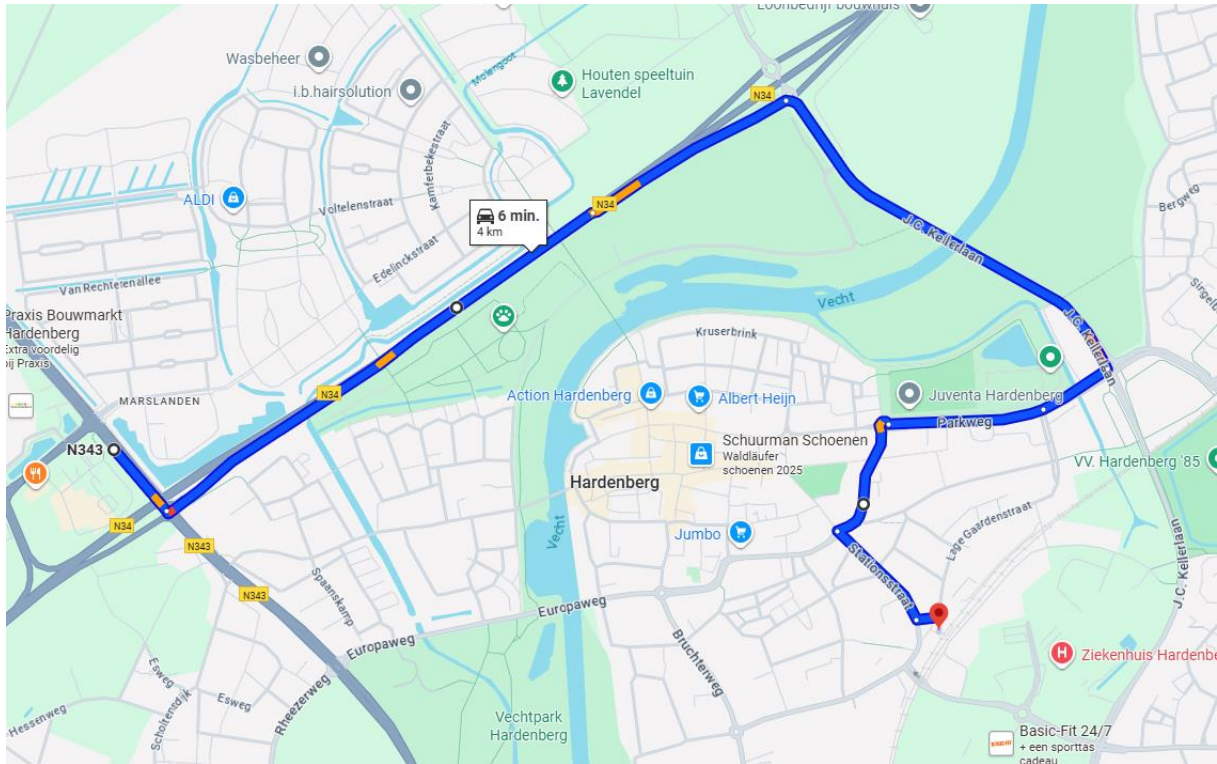 Loonbedrijf bouwhuis
Wasbeheer
i.b.hairsolution
Molengoot
Houten speeltuin
Lavendel
N34
Kamferbekestraat
Bergweg
ALDI
Voltelenstraat
N34
6 min.
4 km
Edelinckstraat
J.C. Kellerlaan
Van Rechterenallee
Vecht
Praxis Bouwmarkt
Hardenberg
Extra voordelig
bij Praxis
Kruserbrink
J.C. Kellerlaan
N34
MARSLANDEN
Action Hardenberg
Albert Heijn
Juventa Hardenberg
Parkweg
N343
Schuurman Schoenen
Waldläufer
schoenen 2025
VV. Hardenberg '85
Hardenberg
N34
Jumbo
Vecht
Lage Gaardenstraat
N343
Stationsstraat
Spaanskamp
N343
Europaweg
J.C. Kellerlaan
Europaweg
Bruchterweg
Ziekenhuis Hardenbe
Esweg
Scholtensdijk
Esweg
Rheezerweg
Hessenweg
Vechtpark
Hardenberg
Basic-Fit 24/7
+ een sporttas
cadeau